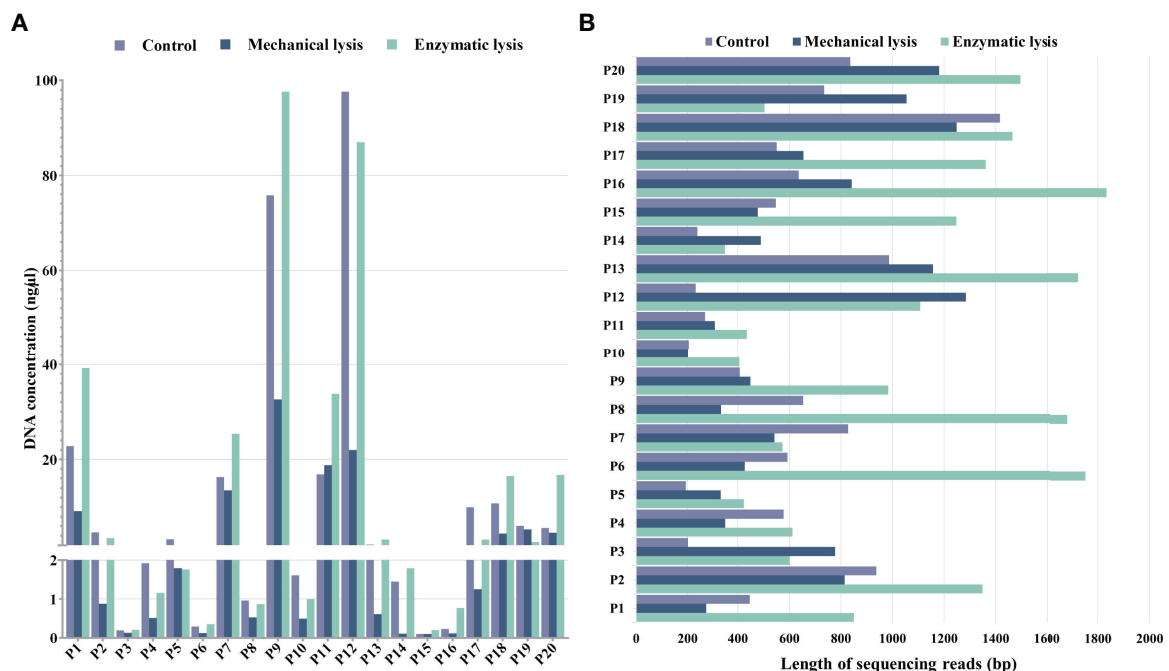 A
Control Mechanical lysis Enzymatic lysis
DNA concentration (ng/µl)
100
80
60
40
20
2
1
0
P1 P2 P3 P4 P5 P6 P7 P8 P9 P10 P11 P12 P13 P14 P15 P16 P17 P18 P19 P20
B
Control Mechanical lysis Enzymatic lysis
P20
P19
P18
P17
P16
P15
P14
P13
P12
P11
P10
P9
P8
P7
P6
P5
P4
P3
P2
P1
0 200 400 600 800 1000 1200 1400 1600 1800 2000
Length of sequencing reads (bp)